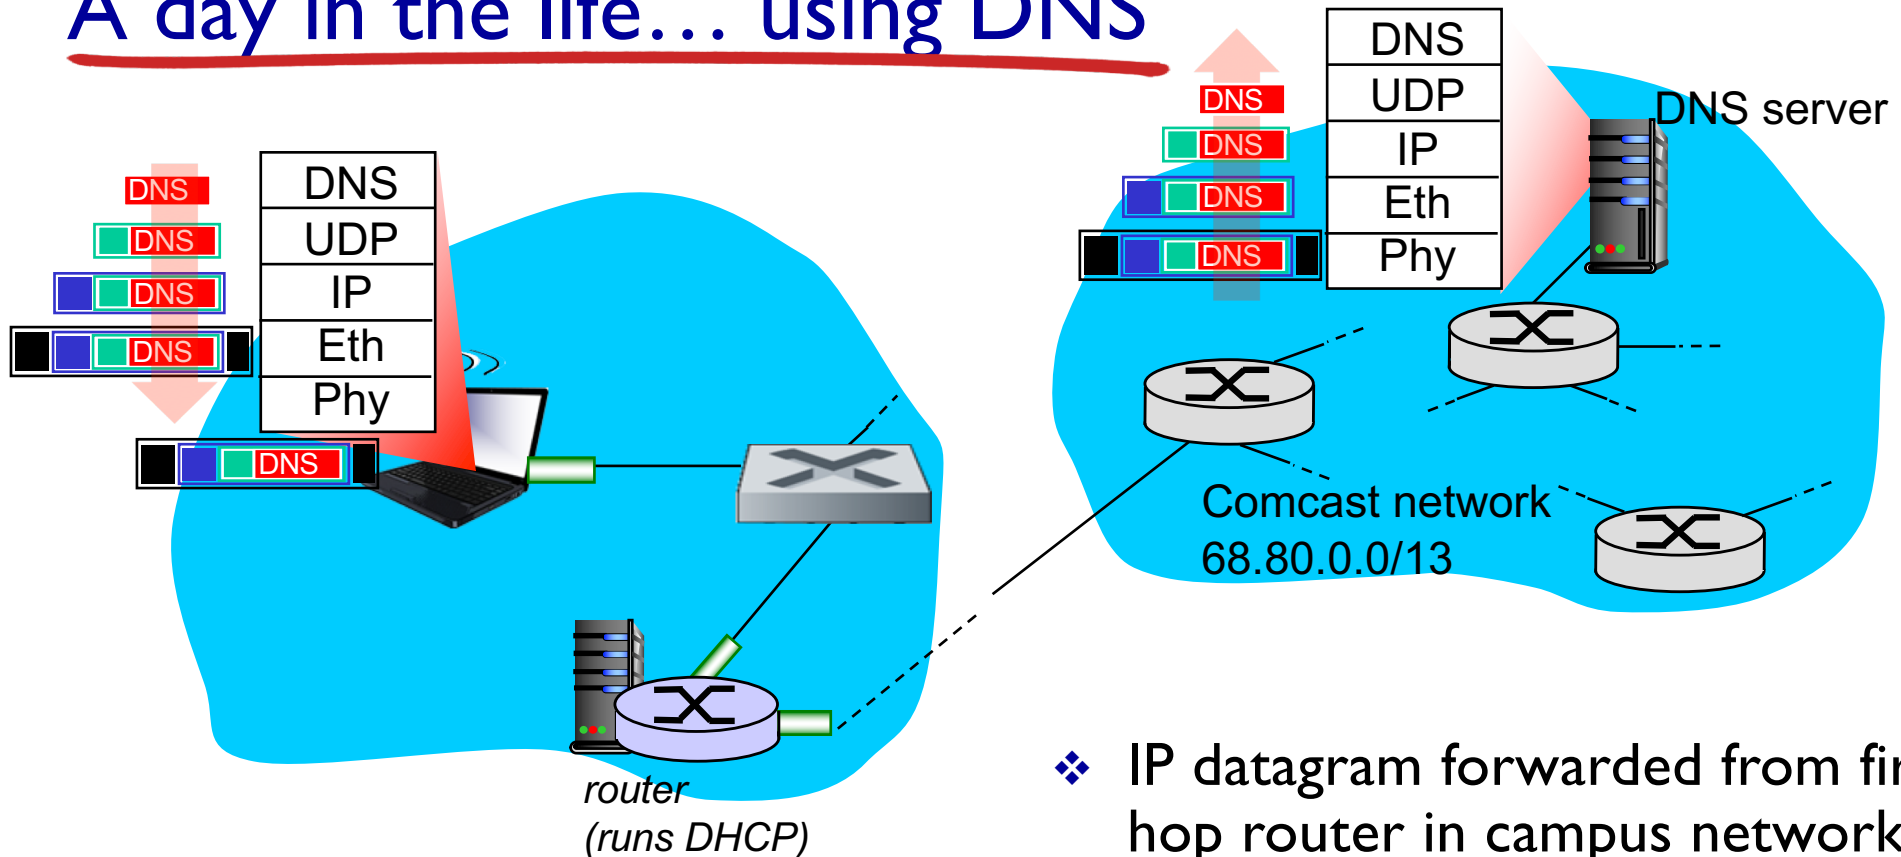 A day in the life… using DNS
DNS
UDP
IP
Eth
Phy
DNS
DNS
DNS
DNS
DNS server
DNS
DNS
DNS
DNS
DNS
UDP
IP
Eth
Phy
DNS
Comcast network
68.80.0.0/13
router
(runs DHCP)
❖ IP datagram forwarded from
hop router in campus network